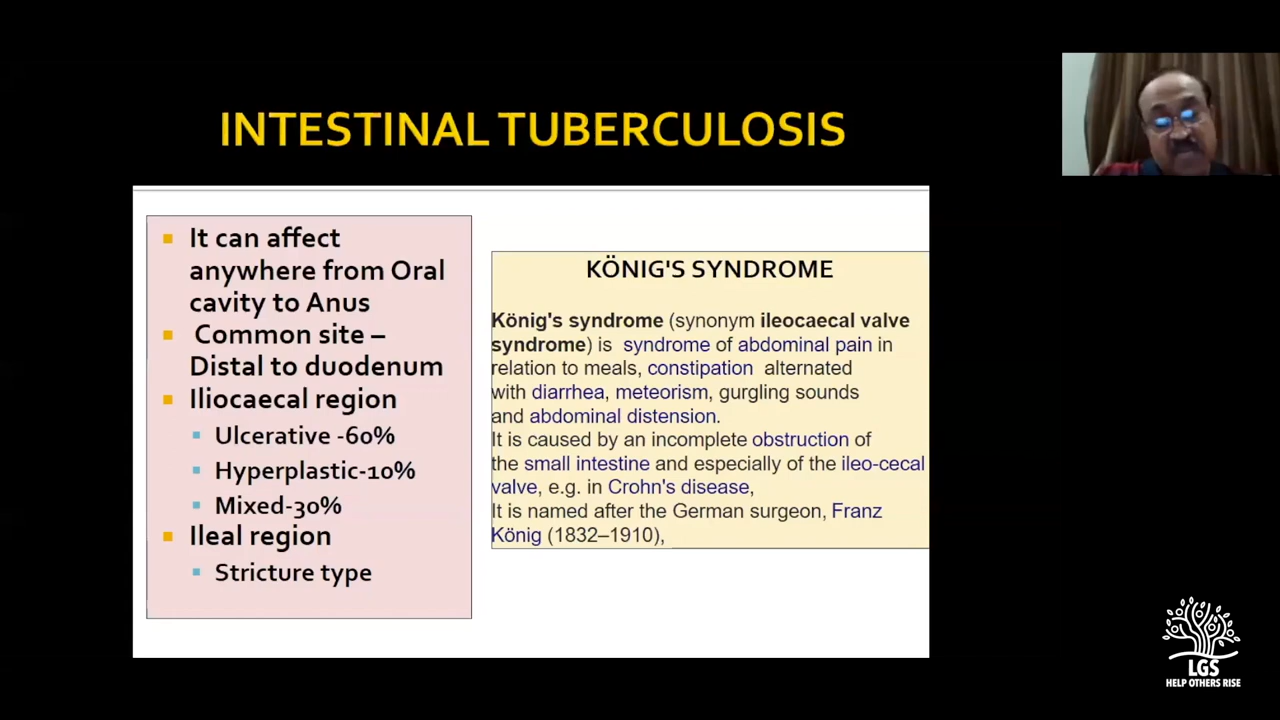 INTESTINAL TUBERCULOSIS
It can affect
anywhere from Oral
cavity to Anus
Common site –
Distal to duodenum
Iliocaecal region
Ulcerative -60%
Hyperplastic-10%
Mixed-30%
Ileal region
Stricture type
KÖNIG'S SYNDROME
König's syndrome (synonym ileocaecal valve
syndrome) is syndrome of abdominal pain in
relation to meals, constipation alternated
with diarrhea, meteorism, gurgling sounds
and abdominal distension.
It is caused by an incomplete obstruction of
the small intestine and especially of the ileo-cecal
valve, e.g. in Crohn's disease,
It is named after the German surgeon, Franz
König (1832–1910),
LGS
HELP OTHERS RISE